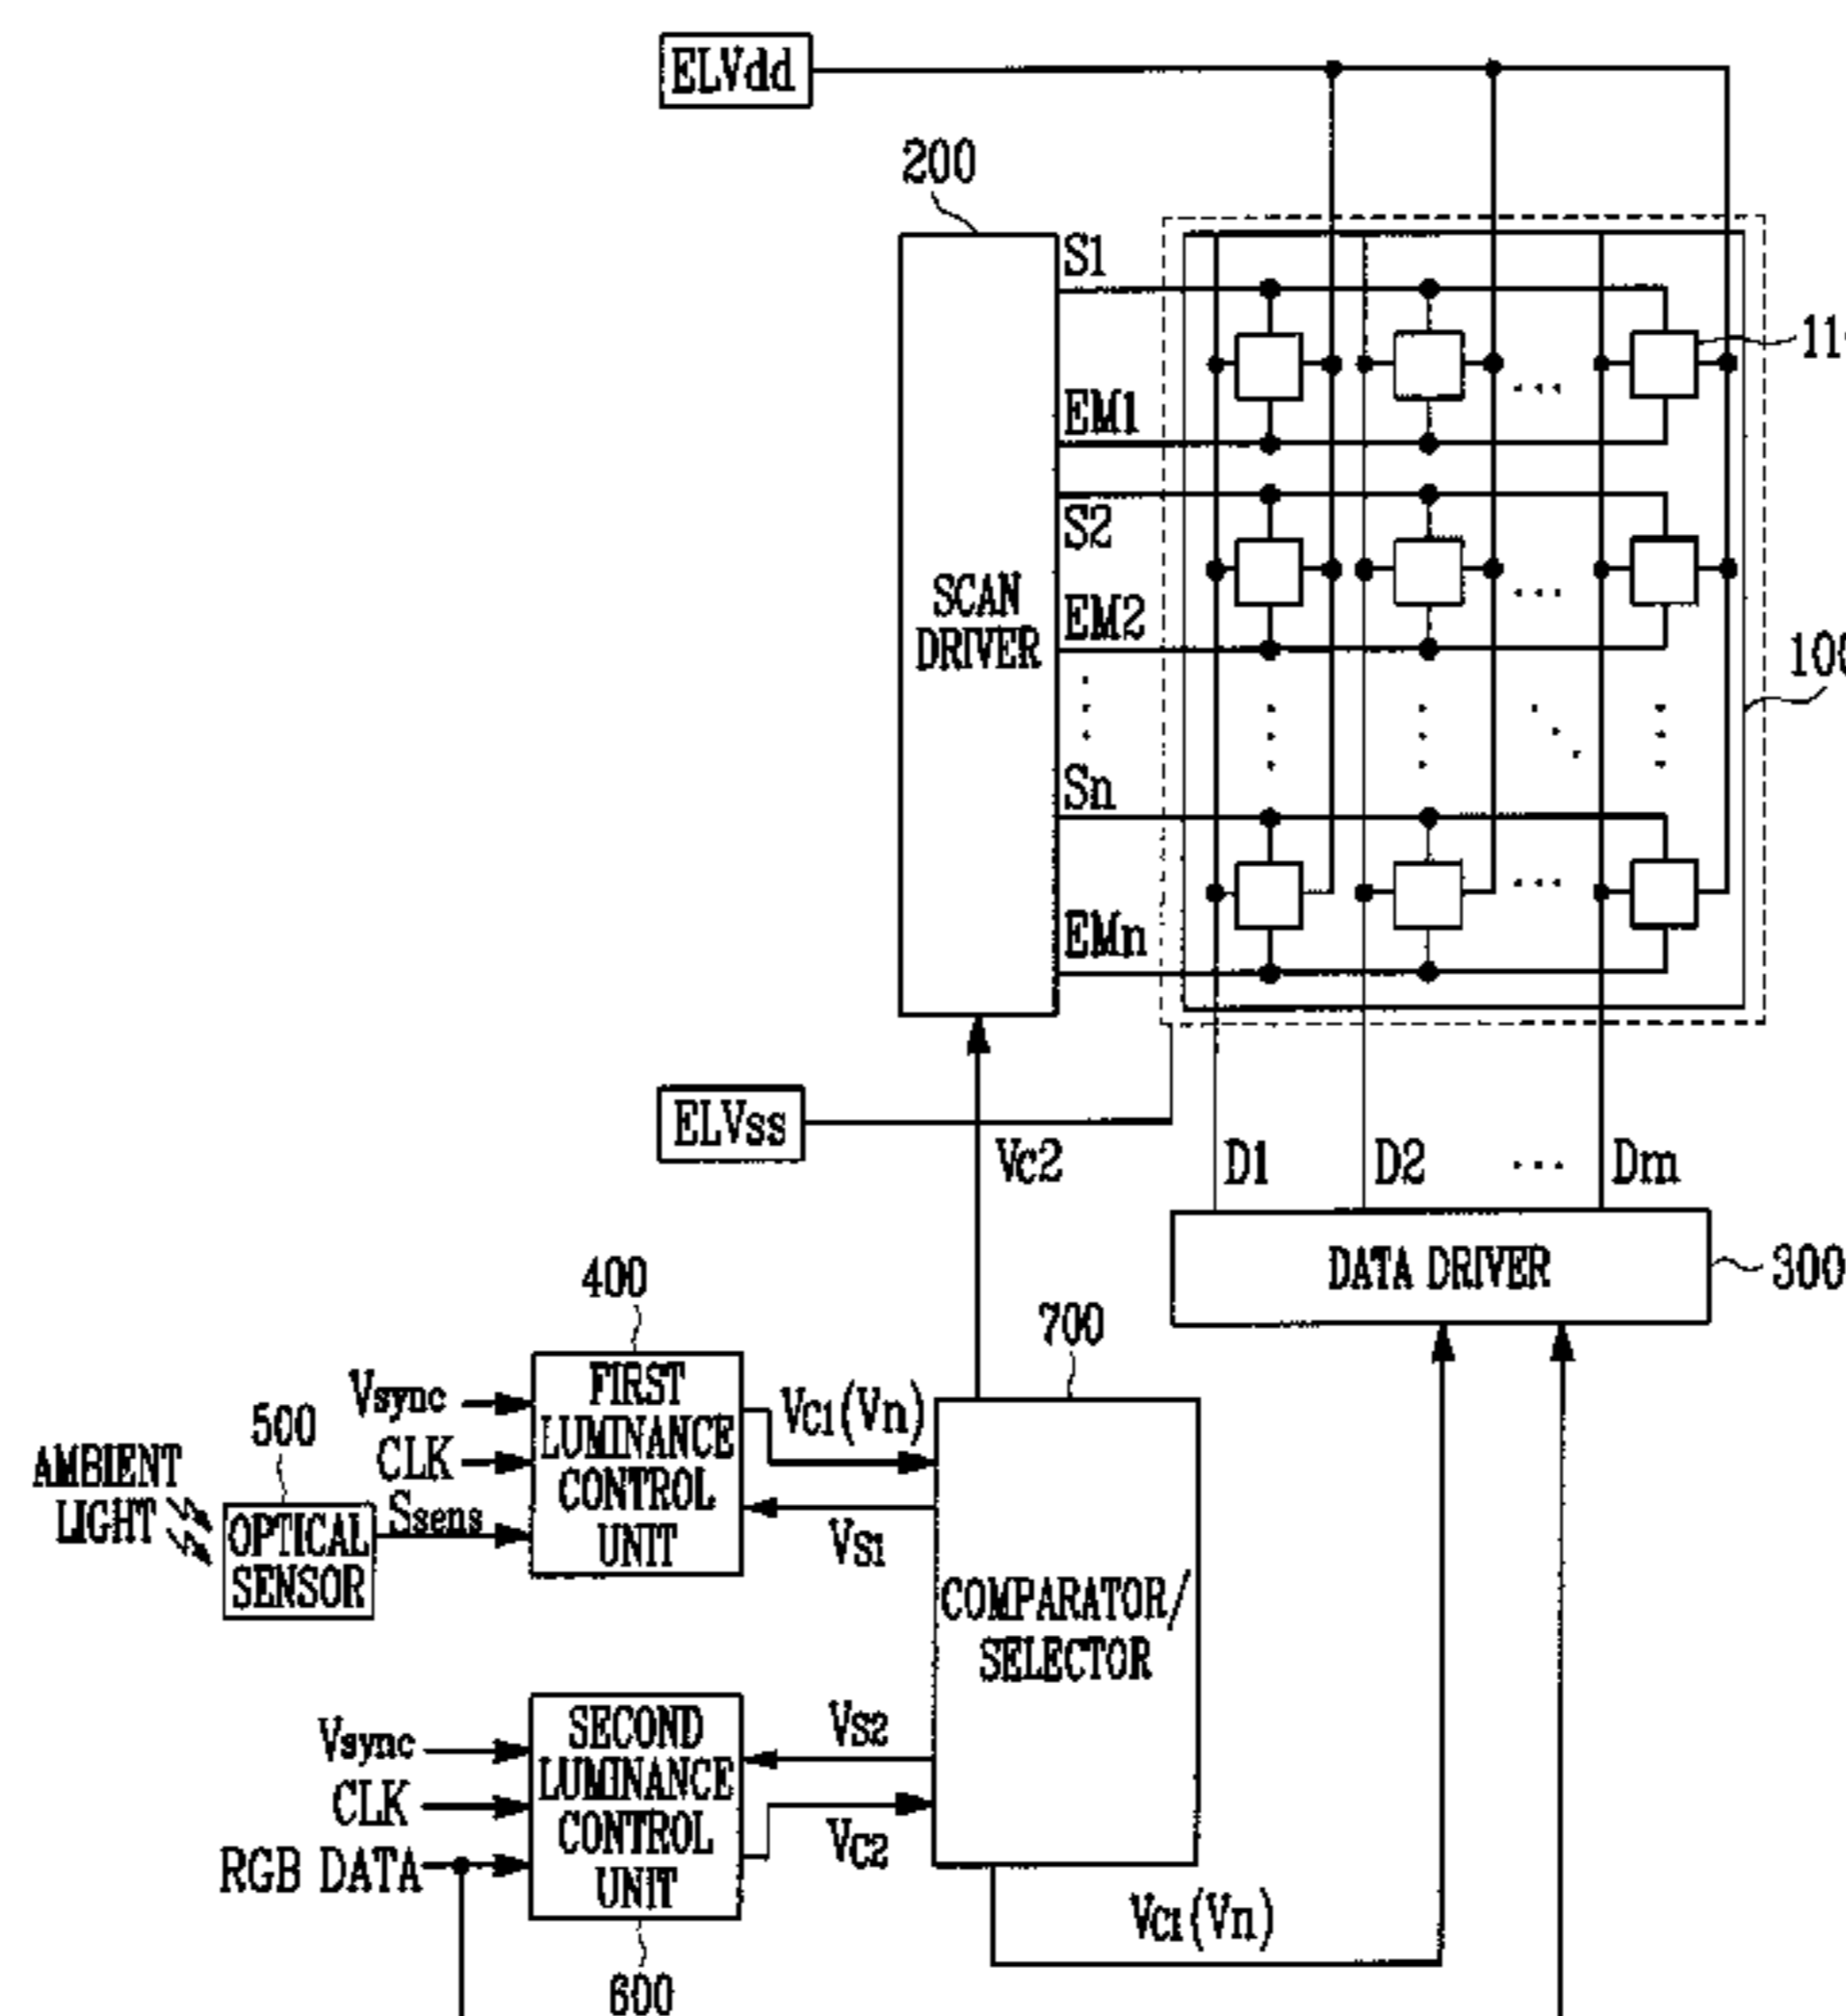 ELVdd
200
S1
EM1
S2
EM2
Sn
EMn
SCAN
DRIVER
11
100
ELVss
Vc2
D1
D2
...
Dm
DATA DRIVER
300
400
700
FIRST
LUMINANCE
CONTROL
UNIT
Vsync
CLK
500
AMBIENT
LIGHT
Ssens
OPTICAL
SENSOR
VC1(Vn)
VS1
COMPARATOR/
SELECTOR
SECOND
LUMINANCE
CONTROL
UNIT
Vsync
CLK
RGB DATA
VS2
VC2
VC1(Vn)
600